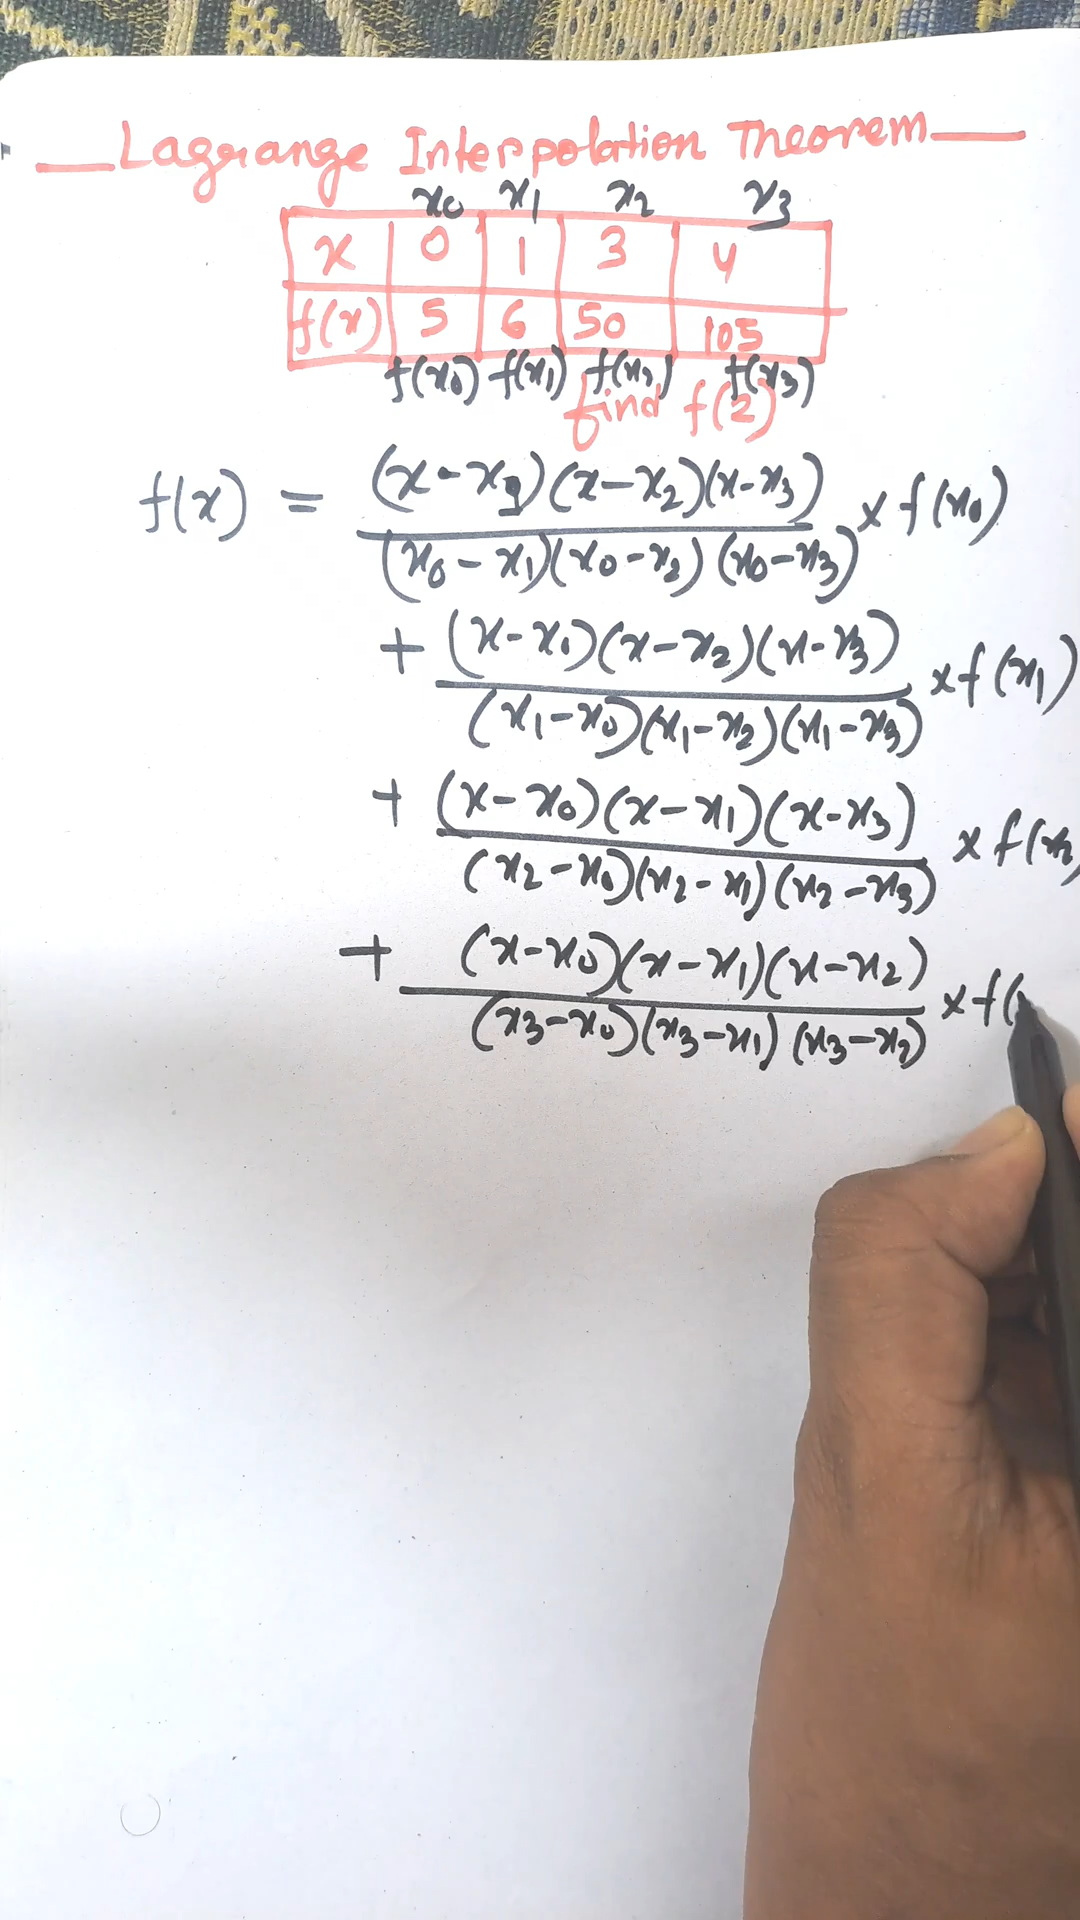 Lagrange Interpolation Theorem
x0 x1 x2 x3
x 0 1 3 4
f(x) 5 6 50 105
f(x0) f(x1) f(x2) f(x3)
find f(2)
f(x) = (x-x1)(x-x2)(x-x3) / (x0-x1)(x0-x2)(x0-x3) × f(x0)
+ (x-x0)(x-x2)(x-x3) / (x1-x0)(x1-x2)(x1-x3) × f(x1)
+ (x-x0)(x-x1)(x-x3) / (x2-x0)(x2-x1)(x2-x3) × f(x2)
+ (x-x0)(x-x1)(x-x2) / (x3-x0)(x3-x1)(x3-x2) × f(